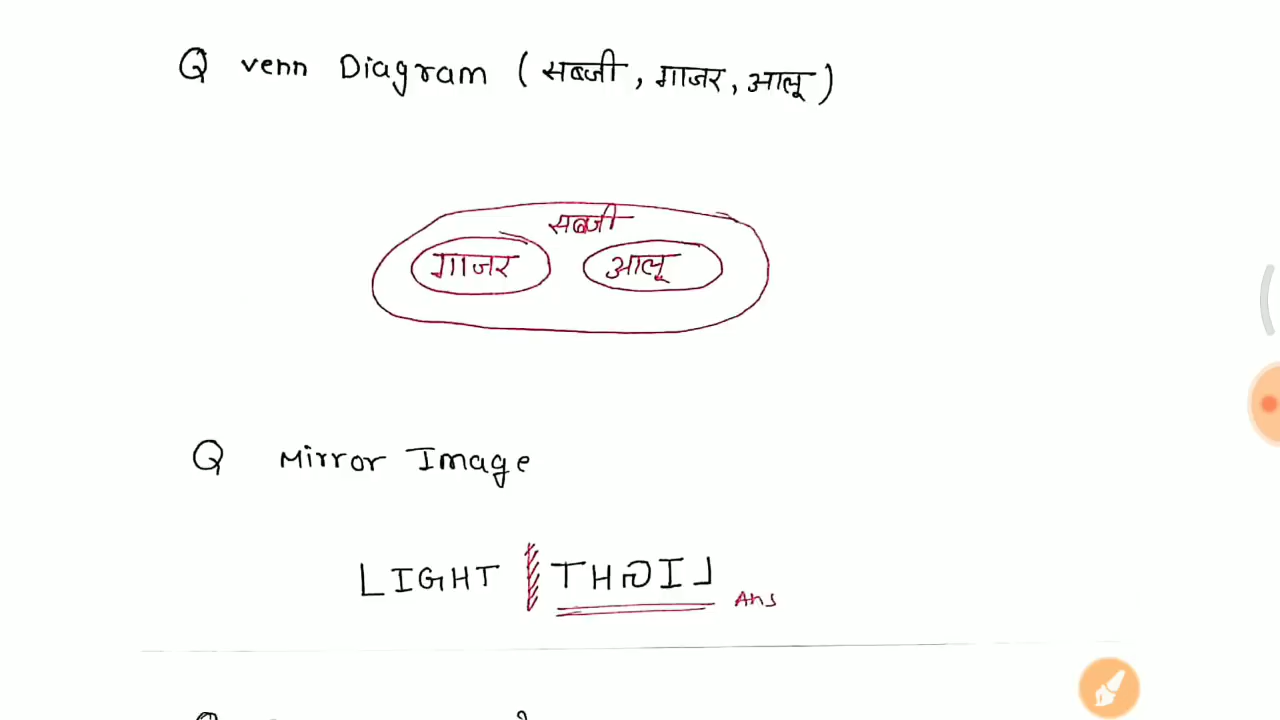 Q venn Diagram (सब्जी, गाजर, आलू)
सब्जी
गाजर आलू
Q Mirror Image
LIGHT THGIL
Ans